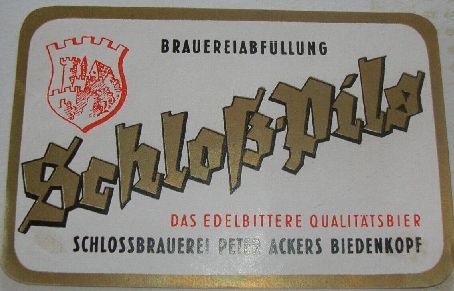 BRAUEREIABFÜLLUNG
Schloß-Pils
DAS EDELBITTERE QUALITÄTSBIER
SCHLOSSBRAUEREI PETER ACKERS BIEDENKOPF